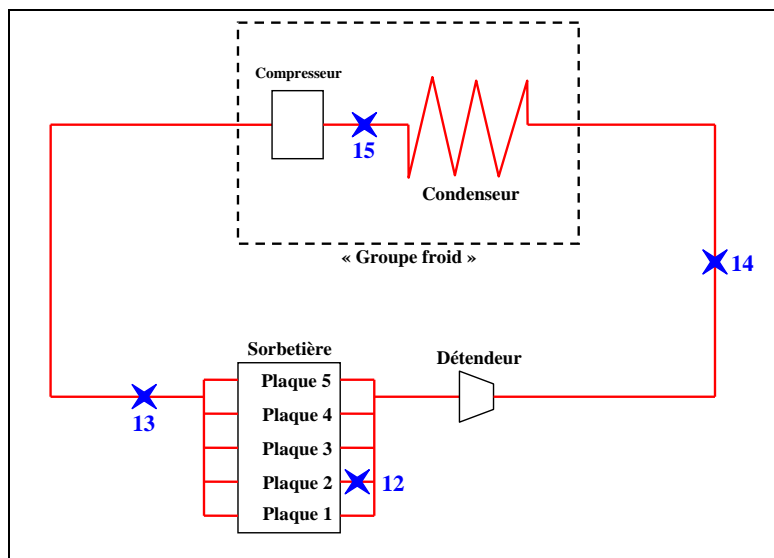 Compresseur
15
Condenseur
« Groupe froid »
14
Sorbetière
Détendeur
Plaque 5
13
Plaque 4
Plaque 3
Plaque 2
12
Plaque 1